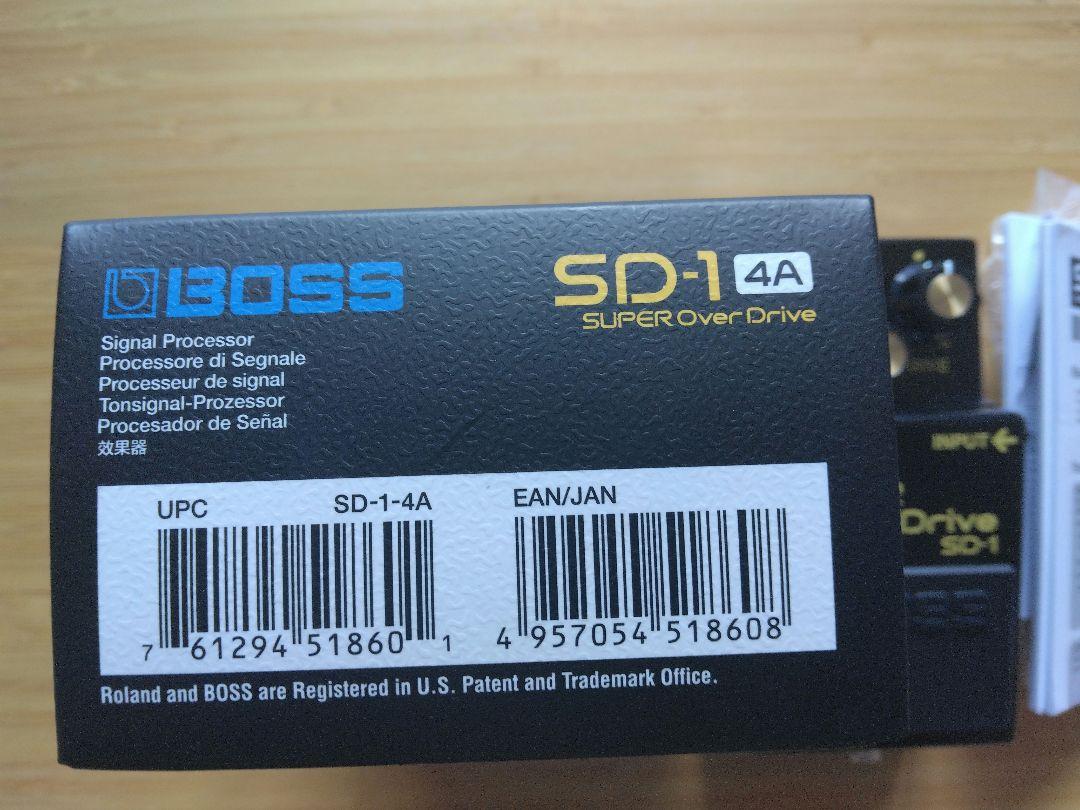 BOSS
SD-1 4A
SUPER Over Drive
Signal Processor
Processore di Segnale
Processeur de signal
Tonsignal-Prozessor
Procesador de Señal
效果器
UPC SD-1-4A
7 61294 51860 1
EAN/JAN
4 957054 518608
Roland and BOSS are Registered in U.S. Patent and Trademark Office.
INPUT
Drive
SD-1